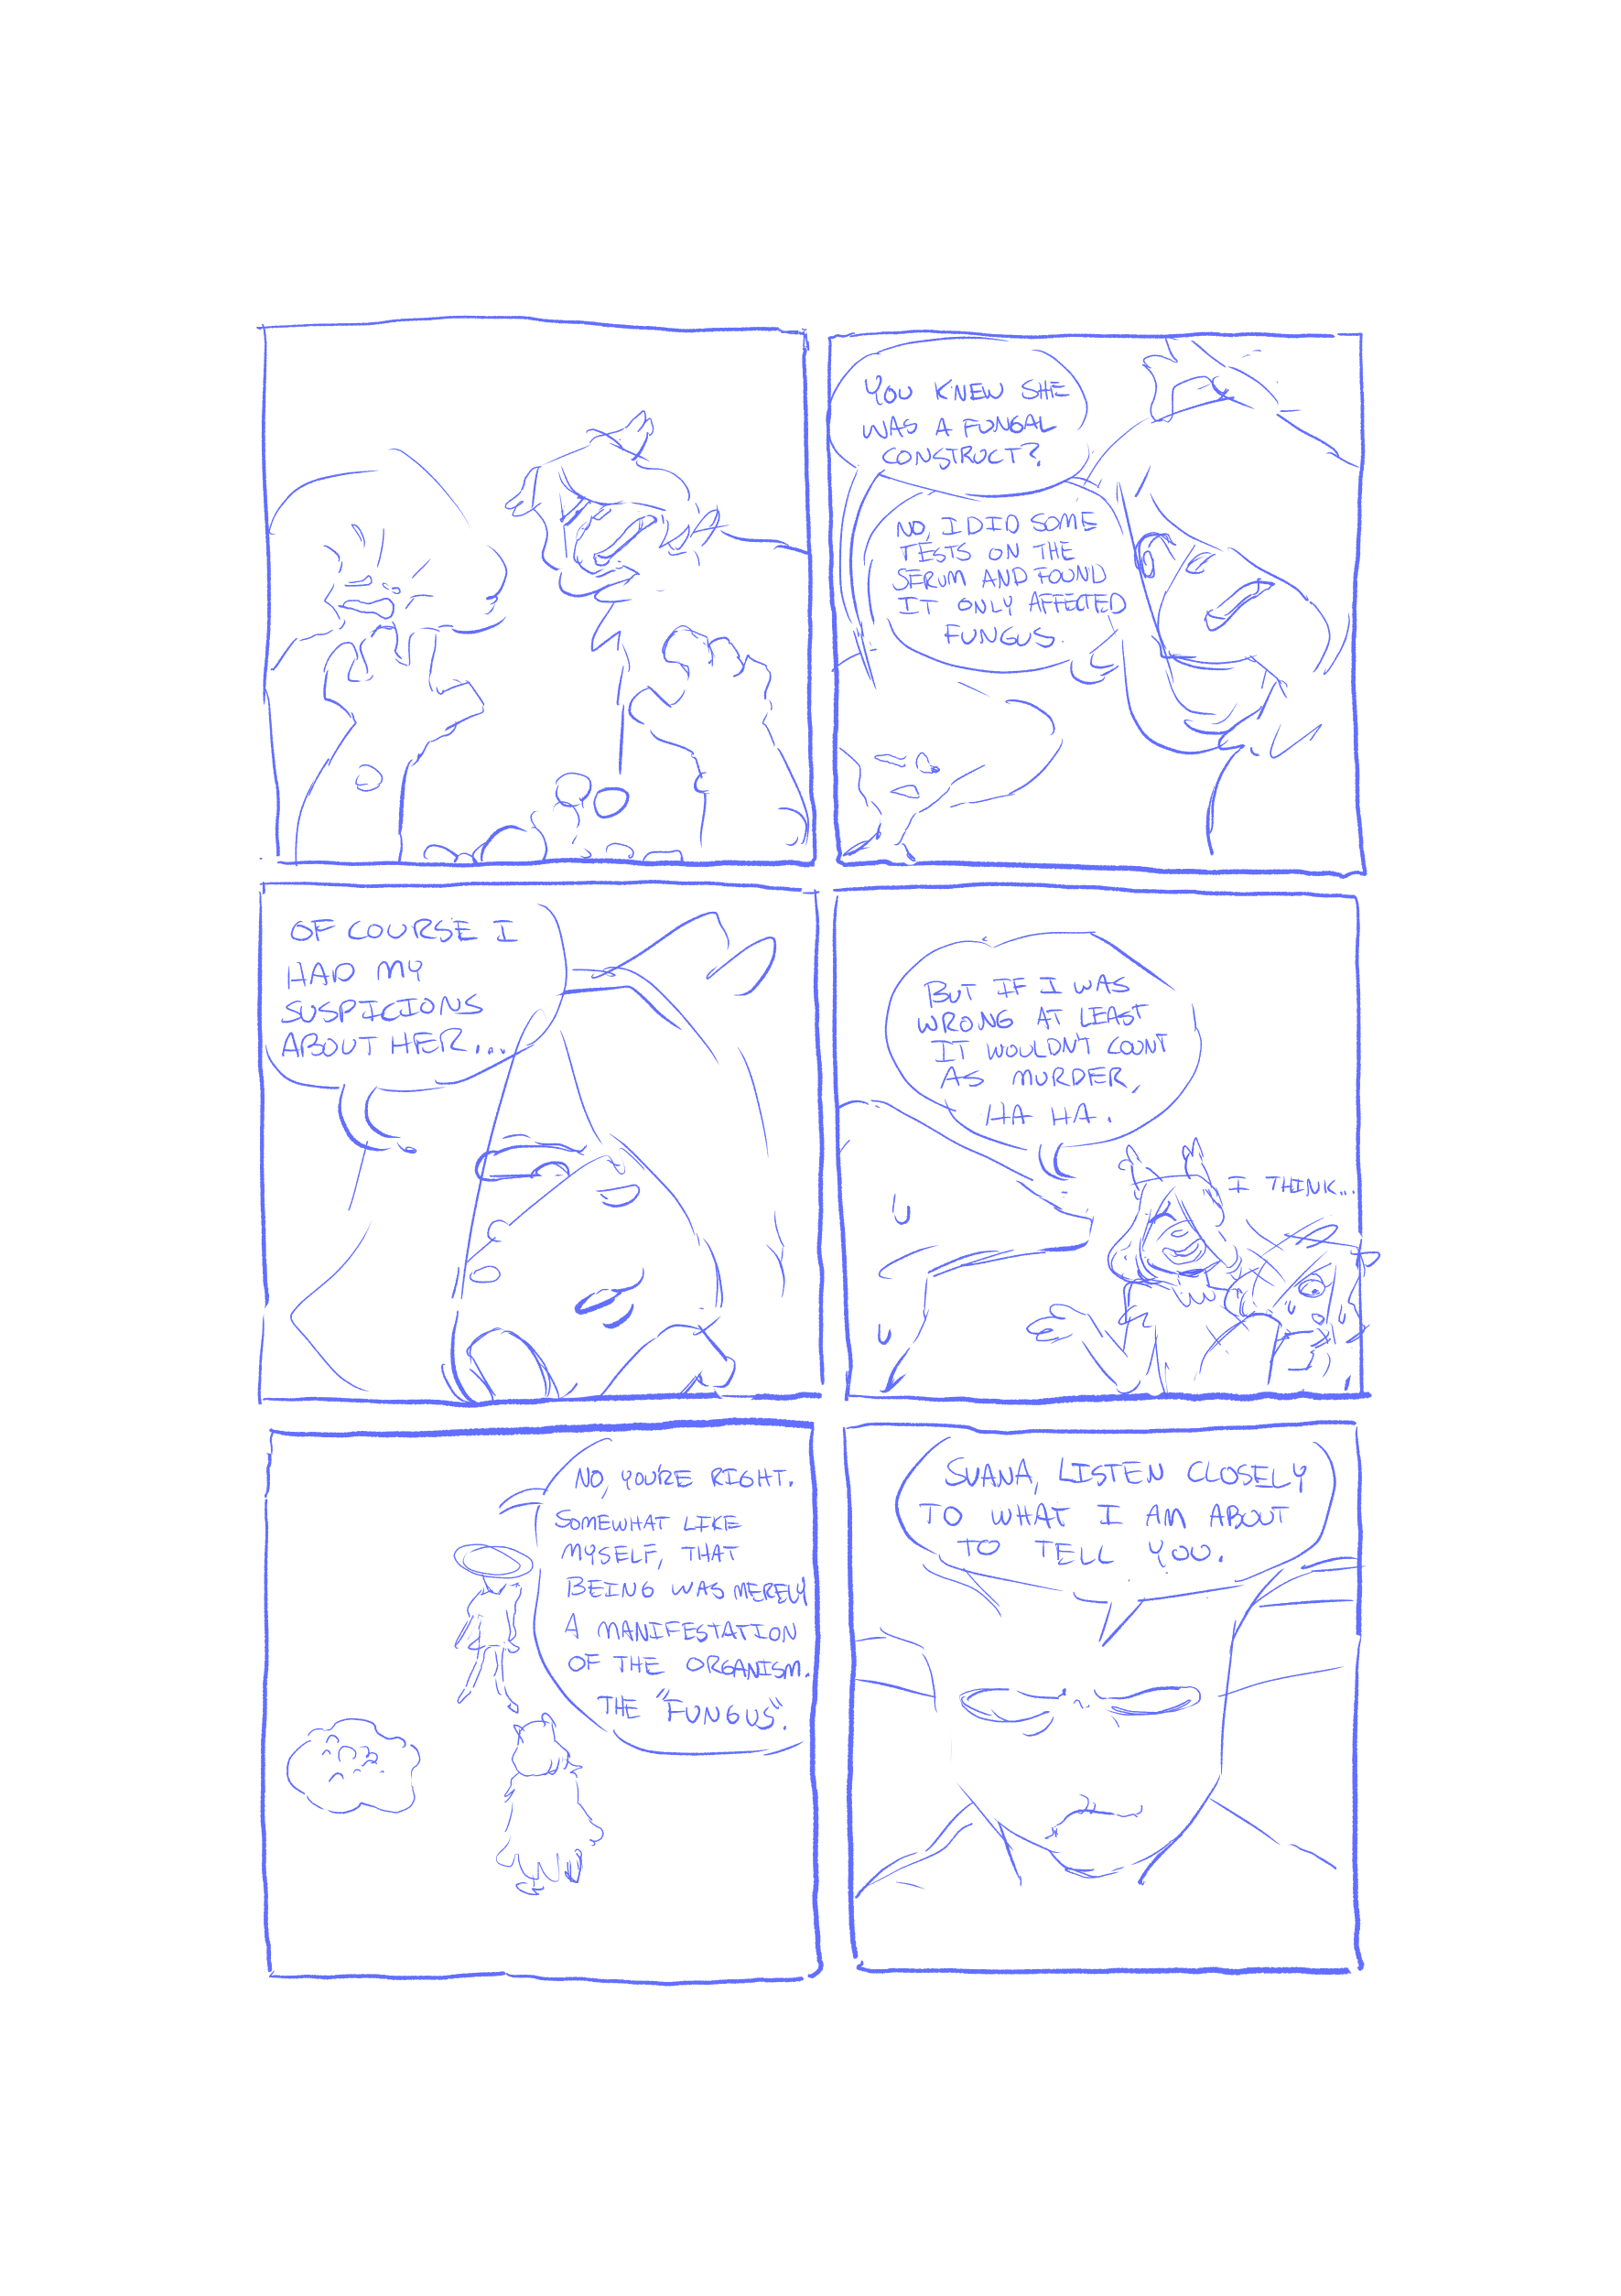 YOU KNEW SHE
WAS A FUNGAL
CONSTRUCT?
NO, I DID SOME
TESTS ON THE
SERUM AND FOUND
IT ONLY AFFECTED
FUNGUS.
OF COURSE I
HAD MY
SUSPICIONS
ABOUT HER...
BUT IF I WAS
WRONG AT LEAST
IT WOULDN'T COUNT
AS MURDER,
HA HA.
I THINK...
NO, YOU'RE RIGHT.
SOMEWHAT LIKE
MYSELF, THAT
BEING WAS MERELY
A MANIFESTATION
OF THE ORGANISM.
THE "FUNGUS".
SUANA, LISTEN CLOSELY
TO WHAT I AM ABOUT
TO TELL YOU.